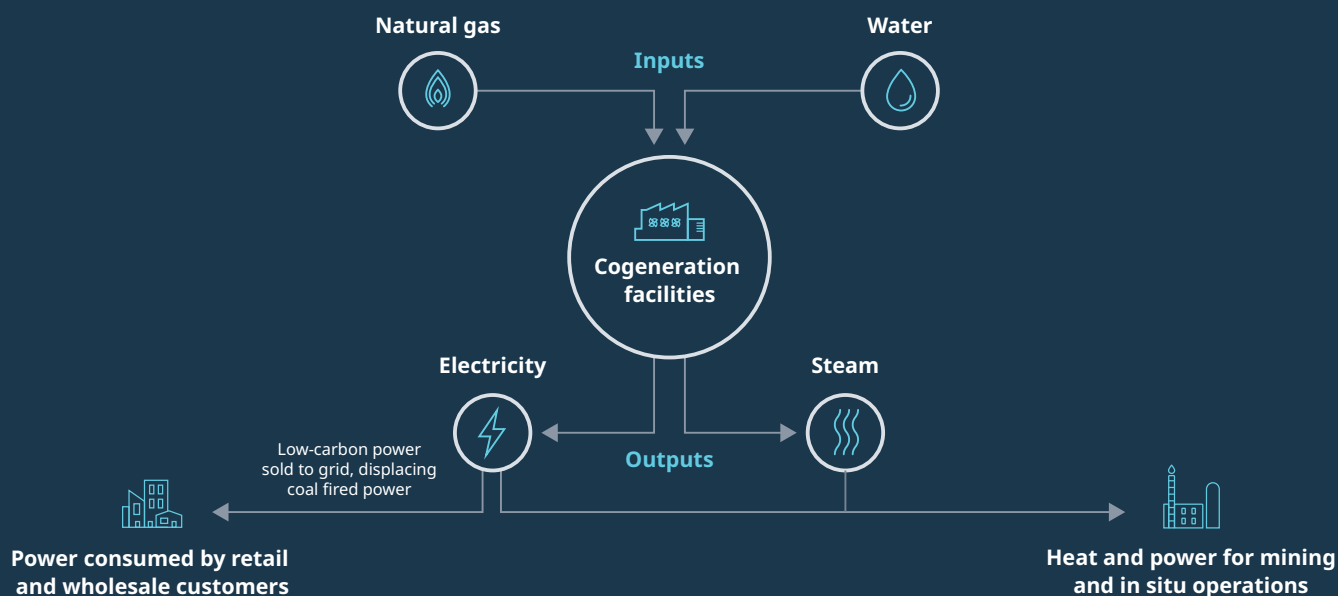 Natural gas
Water
Inputs
Cogeneration
facilities
Electricity
Steam
Outputs
Low-carbon power
sold to grid, displacing
coal fired power
Power consumed by retail
and wholesale customers
Heat and power for mining
and in situ operations